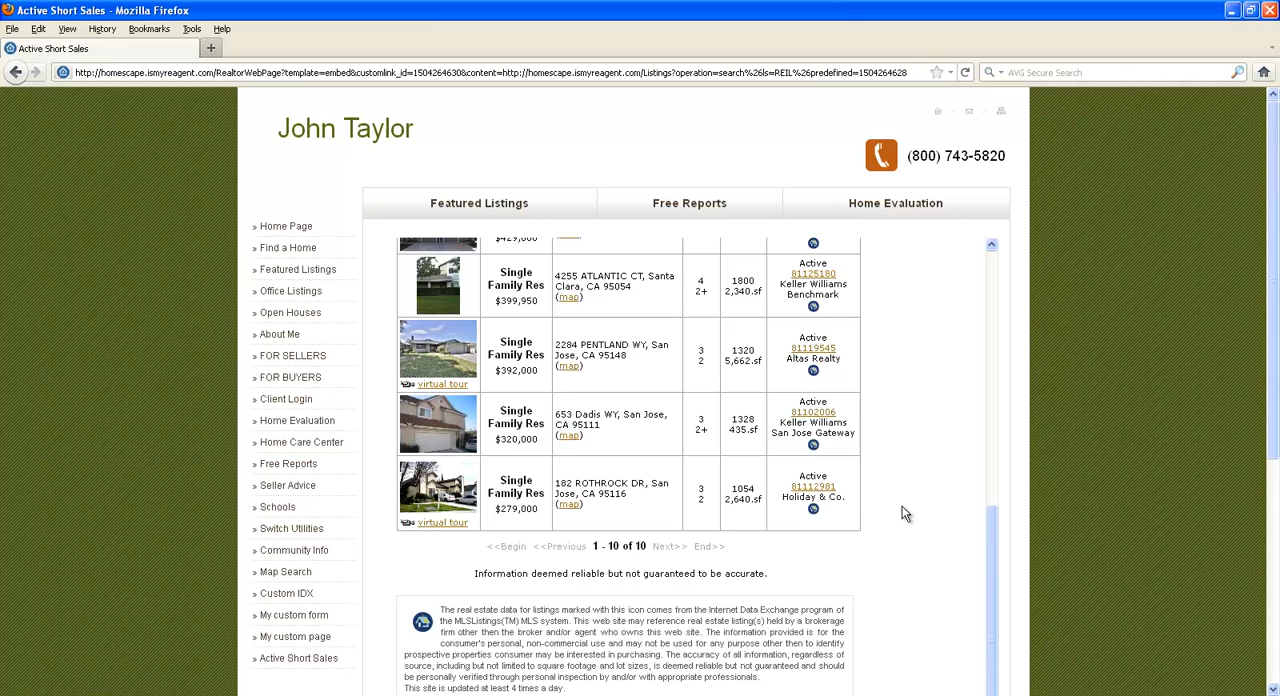 Active Short Sales - Mozilla Firefox
File Edit View History Bookmarks Tools Help
Active Short Sales
http://homescape.ismyreagent.com/RealtorWebPage?template=embed&customlink_id=1504264630&content=http://homescape.ismyreagent.com/Listings?operation=search%26ls=REIL%26predefined=1504264628
AVG Secure Search
John Taylor
(800) 743-5820
Featured Listings
Free Reports
Home Evaluation
» Home Page
» Find a Home
» Featured Listings
» Office Listings
» Open Houses
» About Me
» FOR SELLERS
» FOR BUYERS
» Client Login
» Home Evaluation
» Home Care Center
» Free Reports
» Seller Advice
» Schools
» Switch Utilities
» Community Info
» Map Search
» Custom IDX
» My custom form
» My custom page
» Active Short Sales
$429,000
Single
Family Res
$399,950
4255 ATLANTIC CT, Santa
Clara, CA 95054
(map)
4
2+
1800
2,340.sf
Active
81125180
Keller Williams
Benchmark
virtual tour
Single
Family Res
$392,000
2284 PENTLAND WY, San
Jose, CA 95148
(map)
3
2
1320
5,662.sf
Active
81119545
Altas Realty
Single
Family Res
$320,000
653 Dadis WY, San Jose,
CA 95111
(map)
3
2+
1328
435.sf
Active
81102006
Keller Williams
San Jose Gateway
virtual tour
Single
Family Res
$279,000
182 ROTHROCK DR, San
Jose, CA 95116
(map)
3
2
1054
2,640.sf
Active
81112981
Holiday & Co.
<<Begin <<Previous 1 - 10 of 10 Next>> End>>
Information deemed reliable but not guaranteed to be accurate.
The real estate data for listings marked with this icon comes from the Internet Data Exchange program of
the MLSListings(TM) MLS system. This web site may reference real estate listing(s) held by a brokerage
firm other then the broker and/or agent who owns this web site. The information provided is for the
consumer's personal, non-commercial use and may not be used for any purpose other then to identify
prospective properties consumer may be interested in purchasing. The accuracy of all information, regardless of
source, including but not limited to square footage and lot sizes, is deemed reliable but not guaranteed and should
be personally verified through personal inspection by and/or with appropriate professionals.
This site is updated at least 4 times a day.